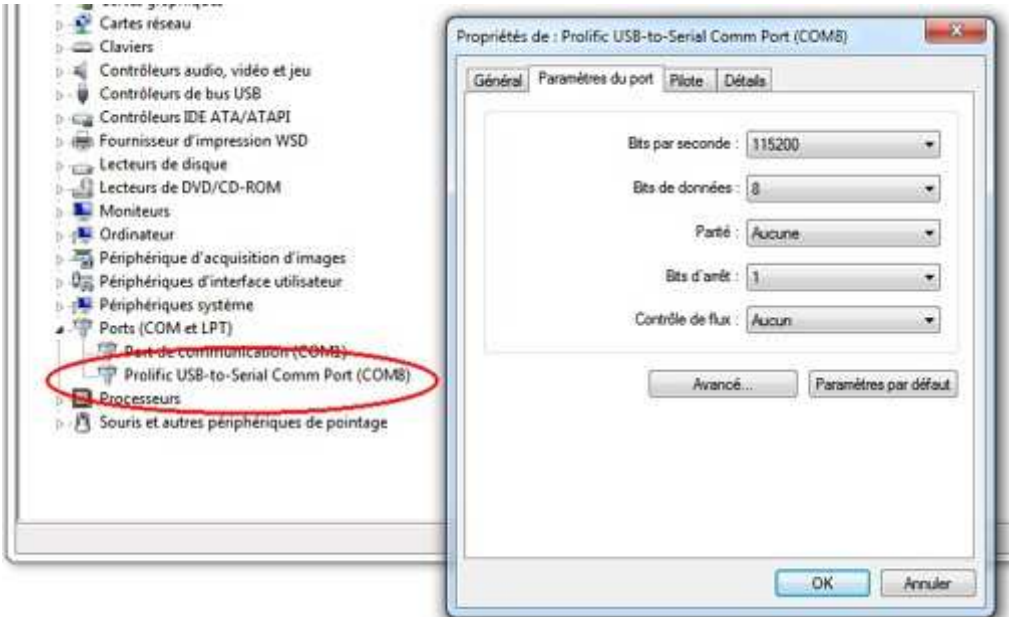 Cartes graphiques
Cartes réseau
Claviers
Contrôleurs audio, vidéo et jeu
Contrôleurs de bus USB
Contrôleurs IDE ATA/ATAPI
Fournisseur d'impression WSD
Lecteurs de disque
Lecteurs de DVD/CD-ROM
Moniteurs
Ordinateur
Périphérique d'acquisition d'images
Périphériques d'interface utilisateur
Périphériques système
Ports (COM et LPT)
Port de communication (COM1)
Prolific USB-to-Serial Comm Port (COM8)
Processeurs
Souris et autres périphériques de pointage
Propriétés de : Prolific USB-to-Serial Comm Port (COM8)
Général Paramètres du port Pilote Détails
Bits par seconde : 115200
Bits de données : 8
Parité : Aucune
Bits d'arrêt : 1
Contrôle de flux : Aucun
Avancé... Paramètres par défaut
OK Annuler